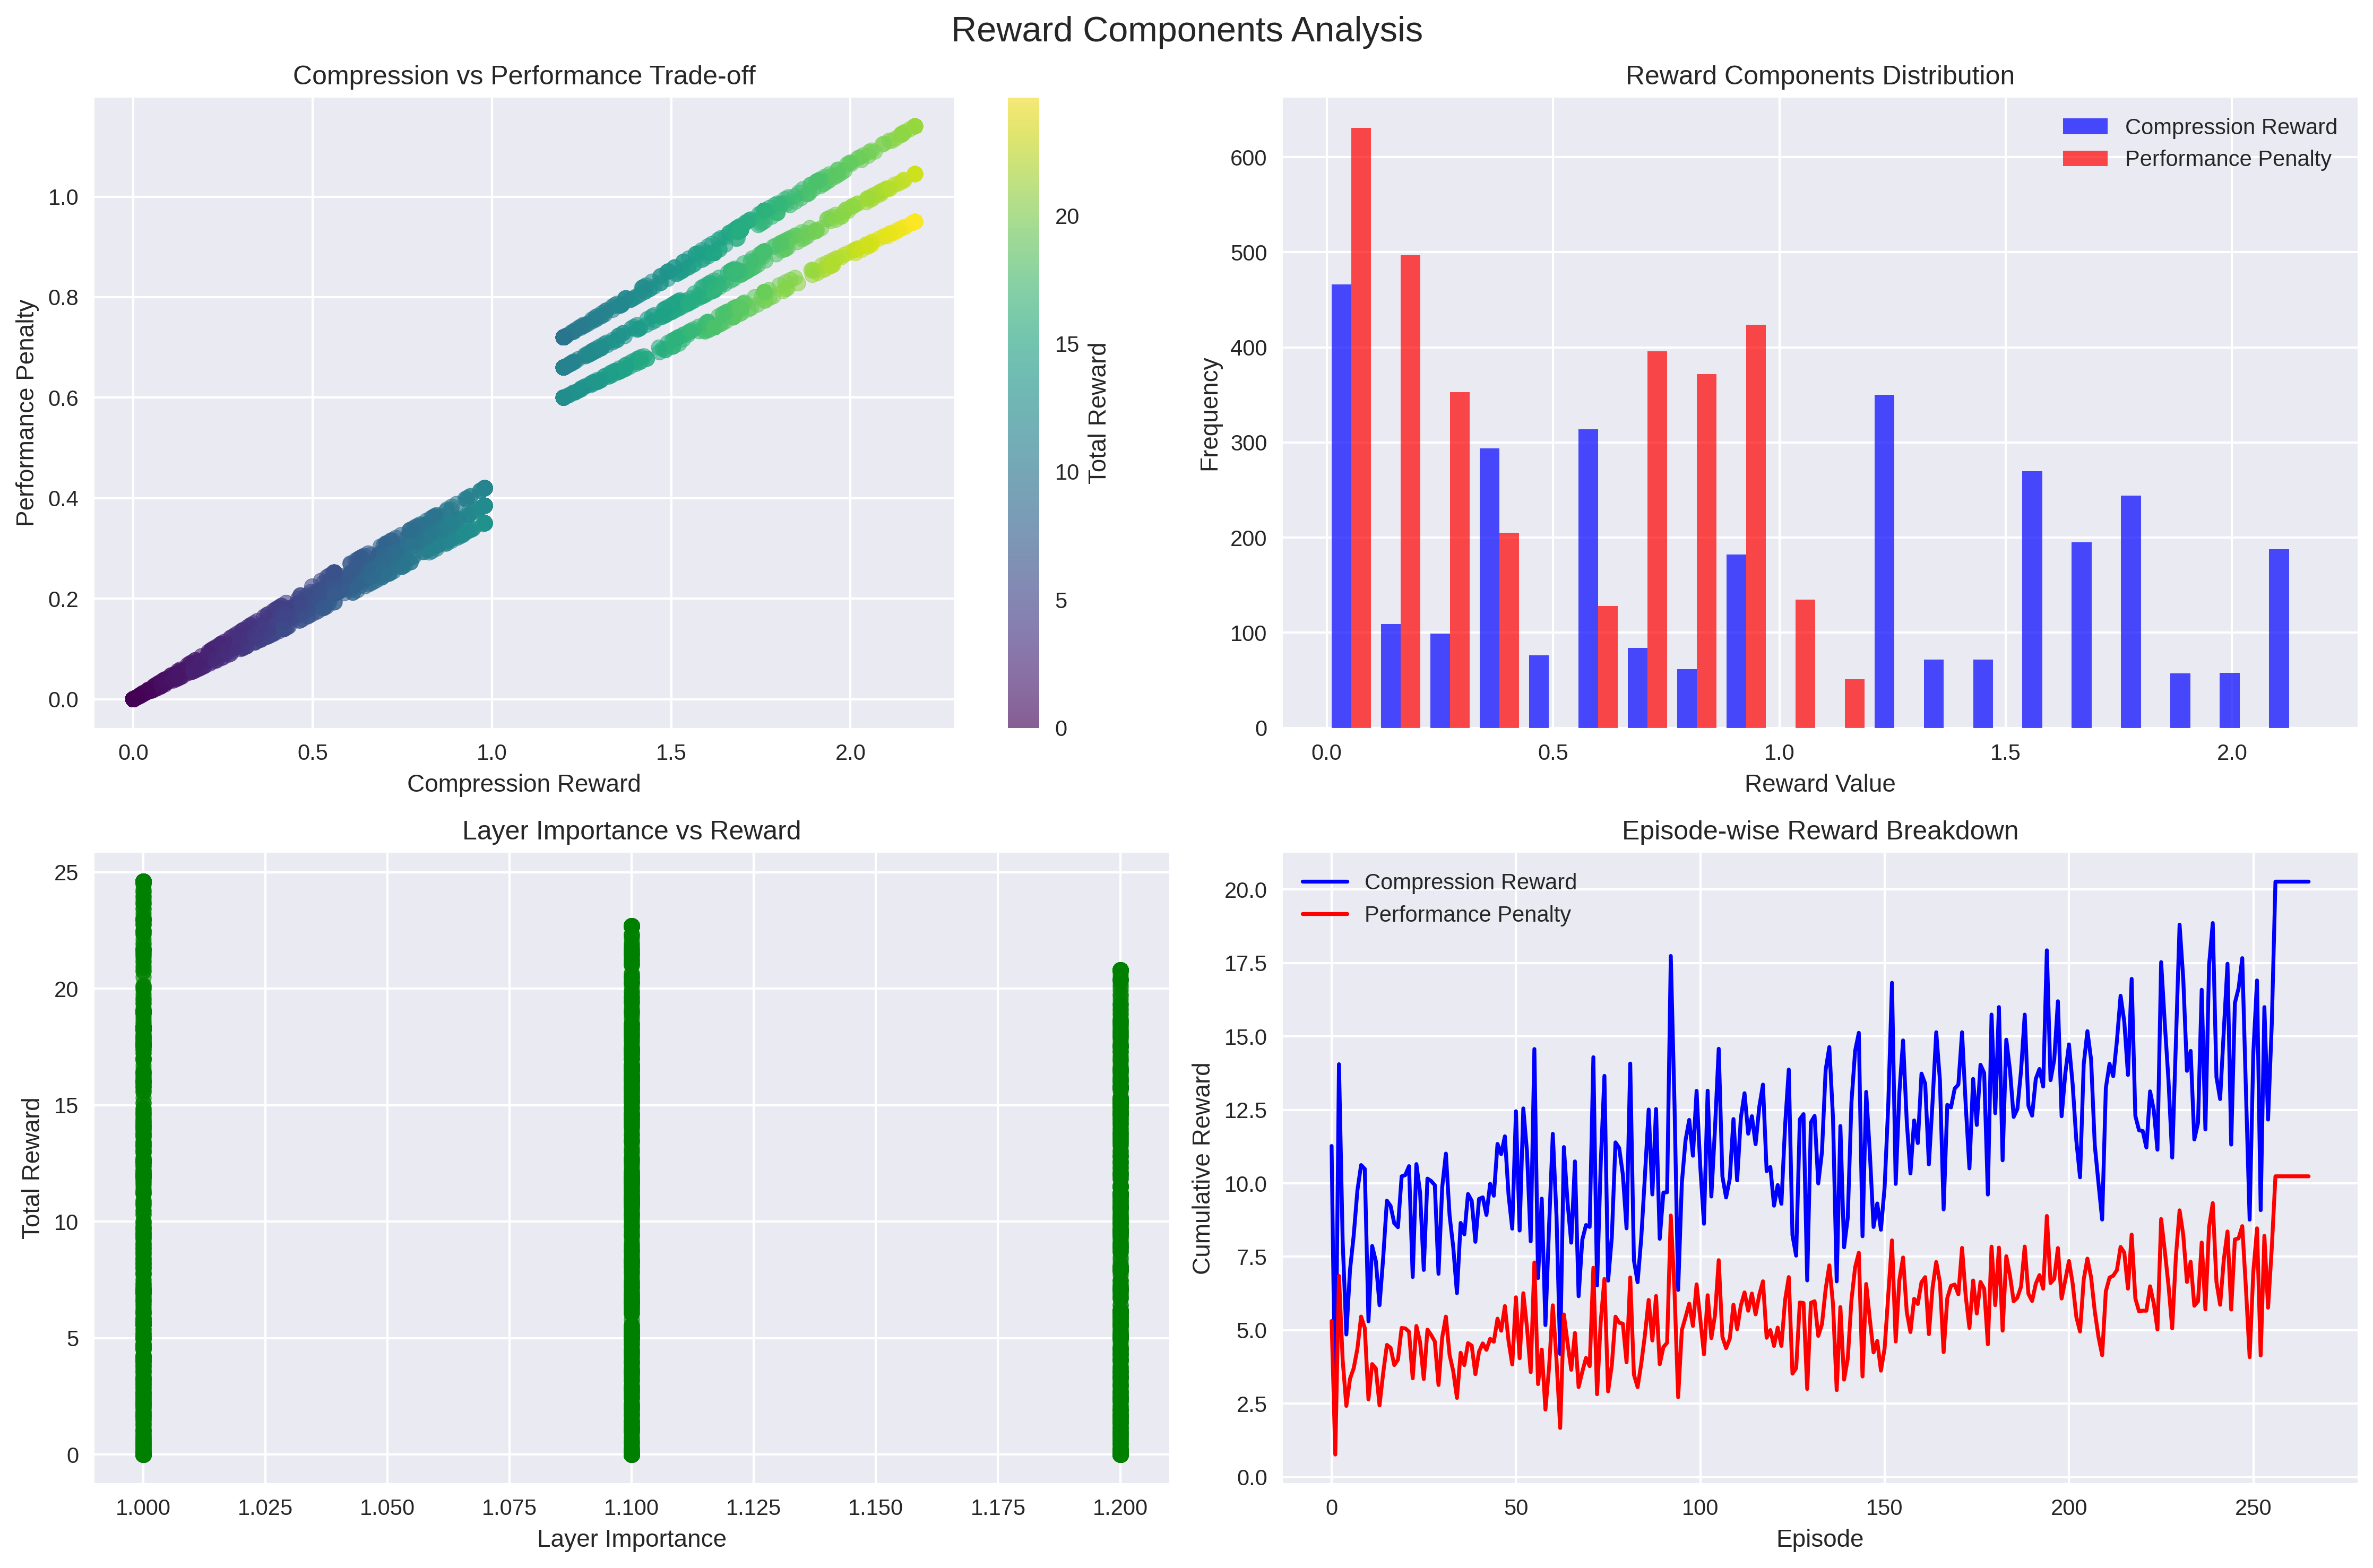 Reward Components Analysis
Compression vs Performance Trade-off
1.0
0.8
0.6
0.4
0.2
0.0
Performance Penalty
0.0 0.5 1.0 1.5 2.0
Compression Reward
20
15
10
5
0
Total Reward
Reward Components Distribution
Compression Reward
Performance Penalty
600
500
400
300
200
100
0
Frequency
0.0 0.5 1.0 1.5 2.0
Reward Value
Layer Importance vs Reward
25
20
15
10
5
0
Total Reward
1.000 1.025 1.050 1.075 1.100 1.125 1.150 1.175 1.200
Layer Importance
Episode-wise Reward Breakdown
Compression Reward
Performance Penalty
20.0
17.5
15.0
12.5
10.0
7.5
5.0
2.5
0.0
Cumulative Reward
0 50 100 150 200 250
Episode